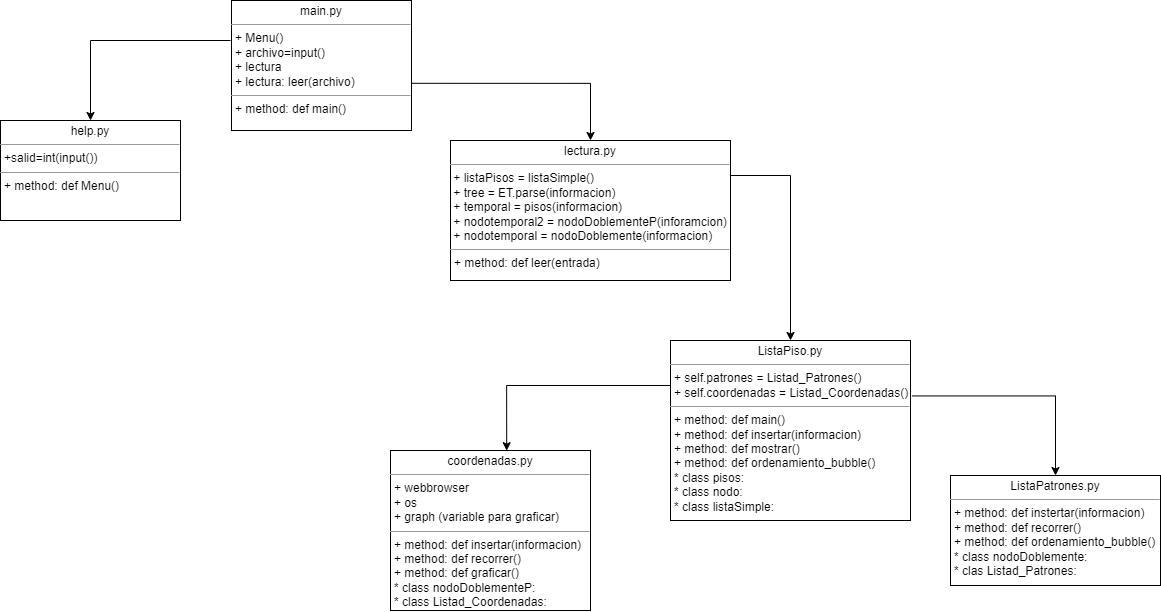 main.py
+ Menu()
+ archivo=input()
+ lectura
+ lectura: leer(archivo)
+ method: def main()
help.py
+salid=int(input())
+ method: def Menu()
lectura.py
+ listaPisos = listaSimple()
+ tree = ET.parse(informacion)
+ temporal = pisos(informacion)
+ nodotemporal2 = nodoDoblementeP(inforamcion)
+ nodotemporal = nodoDoblemente(informacion)
+ method: def leer(entrada)
ListaPiso.py
+ self.patrones = Listad_Patrones()
+ self.coordenadas = Listad_Coordenadas()
+ method: def main()
+ method: def insertar(informacion)
+ method: def mostrar()
+ method: def ordenamiento_bubble()
* class pisos:
* class nodo:
* class listaSimple:
coordenadas.py
+ webbrowser
+ os
+ graph (variable para graficar)
+ method: def insertar(informacion)
+ method: def recorrer()
+ method: def graficar()
* class nodoDoblementeP:
* class Listad_Coordenadas:
ListaPatrones.py
+ method: def instertar(informacion)
+ method: def recorrer()
+ method: def ordenamiento_bubble()
* class nodoDoblemente:
* clas Listad_Patrones: